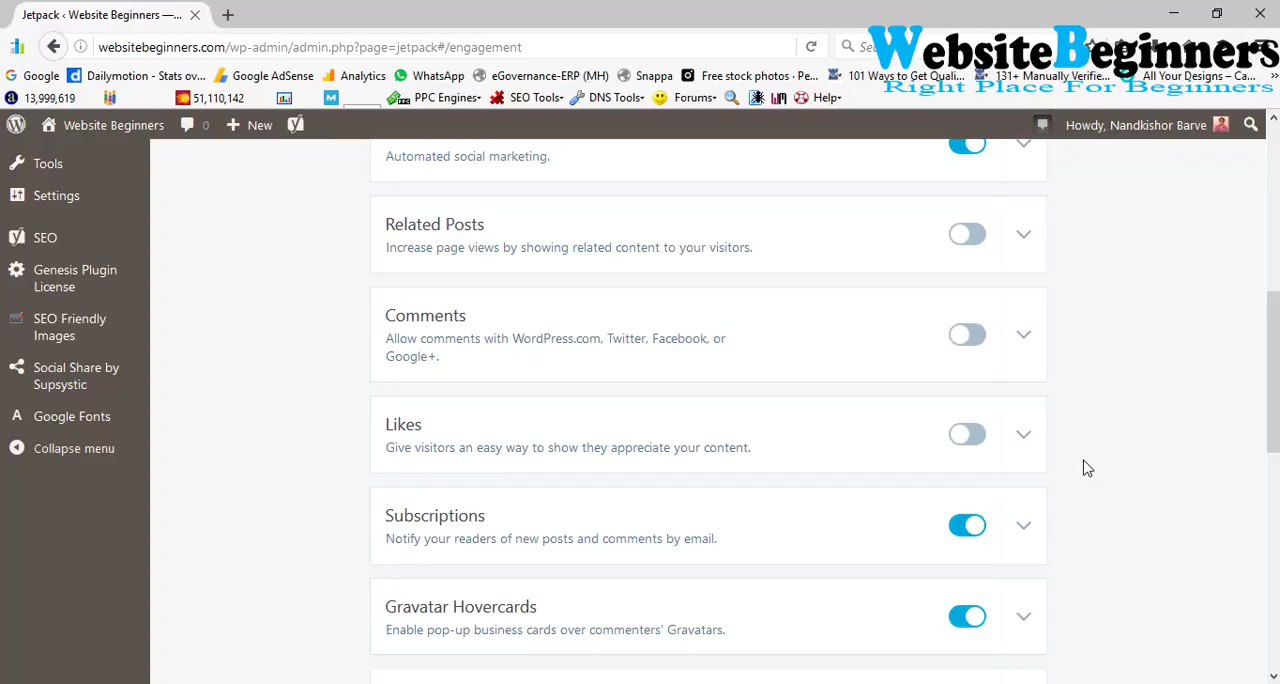 Jetpack ‹ Website Beginners —...
websitebeginners.com/wp-admin/admin.php?page=jetpack#/engagement
WebsiteBeginners
Right Place For Beginners
Google Dailymotion - Stats ov... Google AdSense Analytics WhatsApp eGovernance-ERP (MH) Snappa Free stock photos · Pe... 101 Ways to Get Quali... 131+ Manually Verifie... All Your Designs – Ca...
13,999,619 51,110,142 PPC Engines SEO Tools DNS Tools Forums Help
Website Beginners 0 New Howdy, Nandkishor Barve
Tools
Settings
SEO
Genesis Plugin
License
SEO Friendly
Images
Social Share by
Supsystic
Google Fonts
Collapse menu
Automated social marketing.
Related Posts
Increase page views by showing related content to your visitors.
Comments
Allow comments with WordPress.com, Twitter, Facebook, or
Google+.
Likes
Give visitors an easy way to show they appreciate your content.
Subscriptions
Notify your readers of new posts and comments by email.
Gravatar Hovercards
Enable pop-up business cards over commenters' Gravatars.